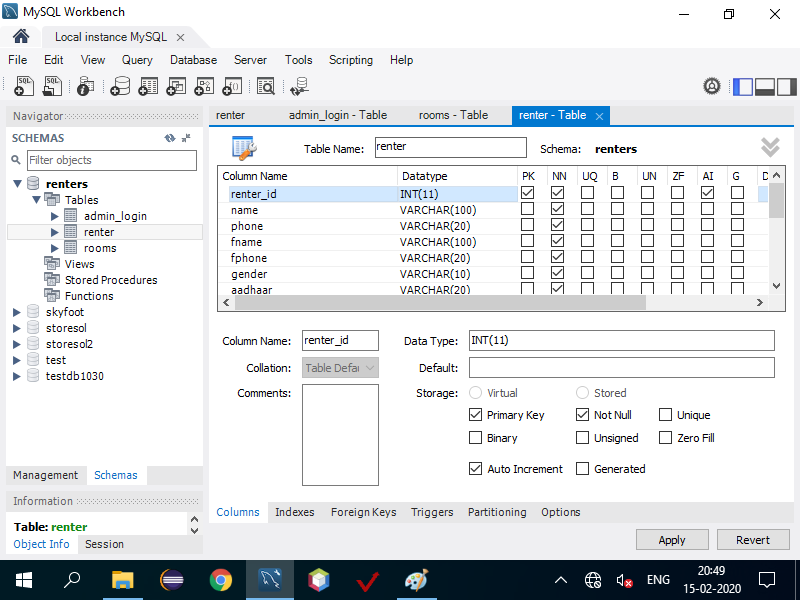 MySQL Workbench
Local instance MySQL
File Edit View Query Database Server Tools Scripting Help
Navigator
SCHEMAS
Filter objects
renters
Tables
admin_login
renter
rooms
Views
Stored Procedures
Functions
skyfoot
storesol
storesol2
test
testdb1030
Management Schemas
Information
Table: renter
Object Info Session
renter admin_login - Table rooms - Table renter - Table
Table Name: renter Schema: renters
Column Name Datatype PK NN UQ B UN ZF AI G D
renter_id INT(11)
name VARCHAR(100)
phone VARCHAR(20)
fname VARCHAR(100)
fphone VARCHAR(20)
gender VARCHAR(10)
aadhaar VARCHAR(20)
Column Name: renter_id Data Type: INT(11)
Collation: Table Defau Default:
Comments: Storage: Virtual Stored
Primary Key Not Null Unique
Binary Unsigned Zero Fill
Auto Increment Generated
Columns Indexes Foreign Keys Triggers Partitioning Options
Apply Revert
ENG 20:49
15-02-2020